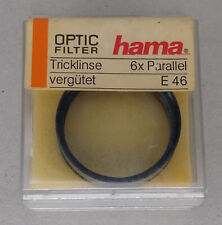 OPTIC
FILTER
hama®
Tricklinse 6x Parallel
vergütet E 46